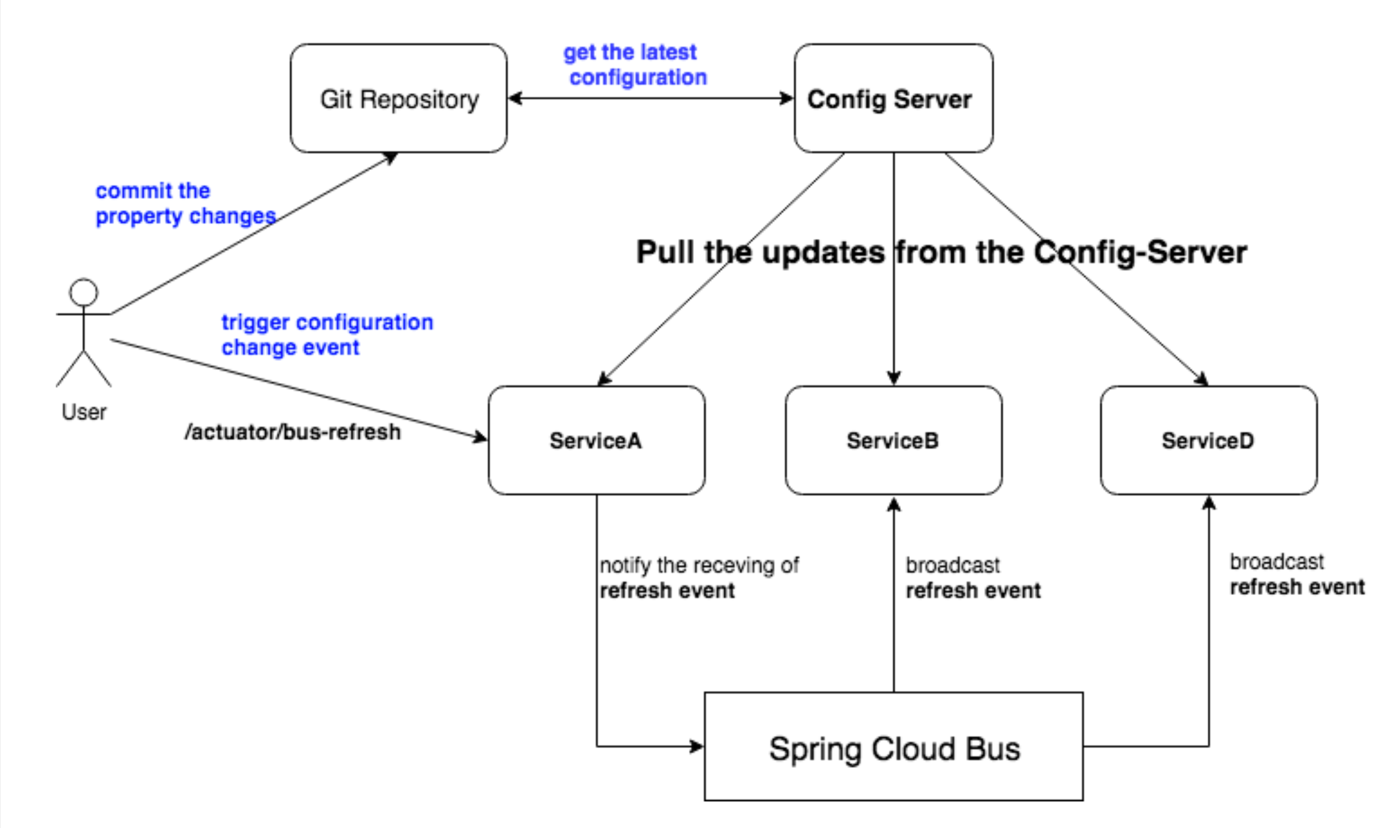 get the latest
configuration
Git Repository
Config Server
commit the
property changes
Pull the updates from the Config-Server
trigger configuration
change event
User
/actuator/bus-refresh
ServiceA
ServiceB
ServiceD
notify the receving of
refresh event
broadcast
refresh event
broadcast
refresh event
Spring Cloud Bus